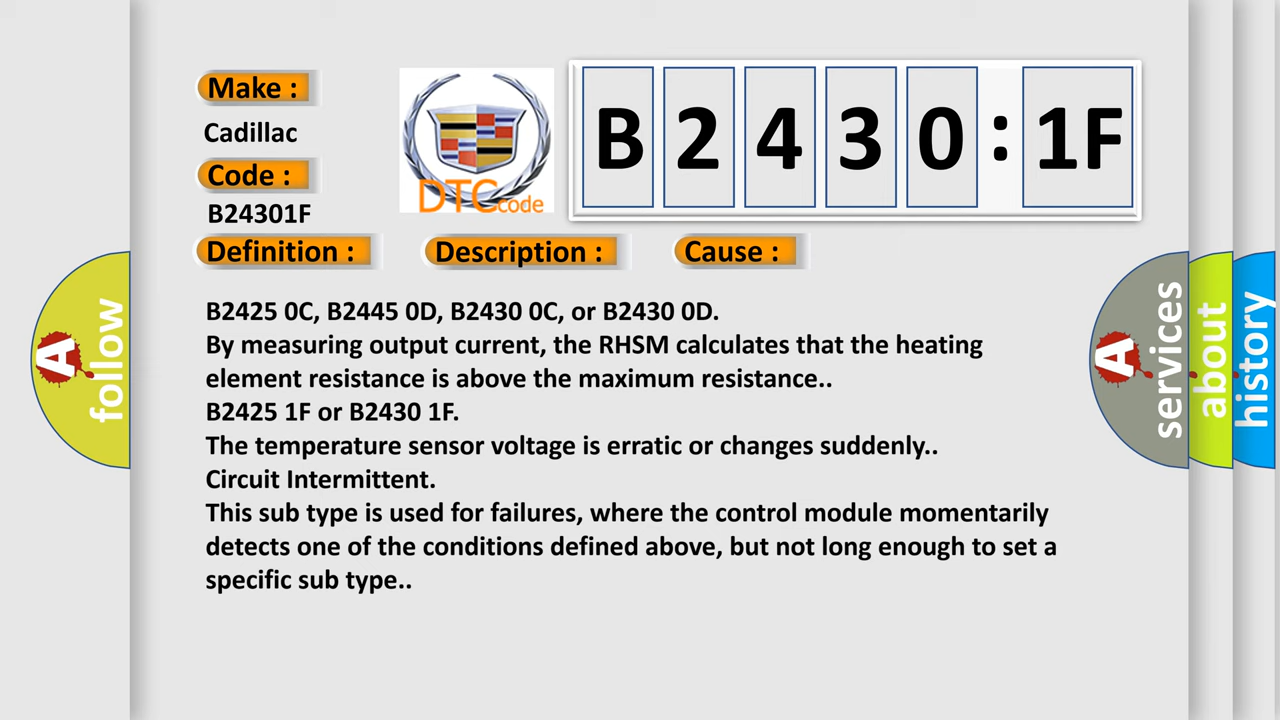 Make :
Cadillac
Code :
B24301F
DTCcode
B2430:1F
Definition :
Description :
Cause :
B2425 0C, B2445 0D, B2430 0C, or B2430 0D.
By measuring output current, the RHSM calculates that the heating
element resistance is above the maximum resistance..
B2425 1F or B2430 1F.
The temperature sensor voltage is erratic or changes suddenly..
Circuit Intermittent.
This sub type is used for failures, where the control module momentarily
detects one of the conditions defined above, but not long enough to set a
specific sub type..
A follow
A services
about
history